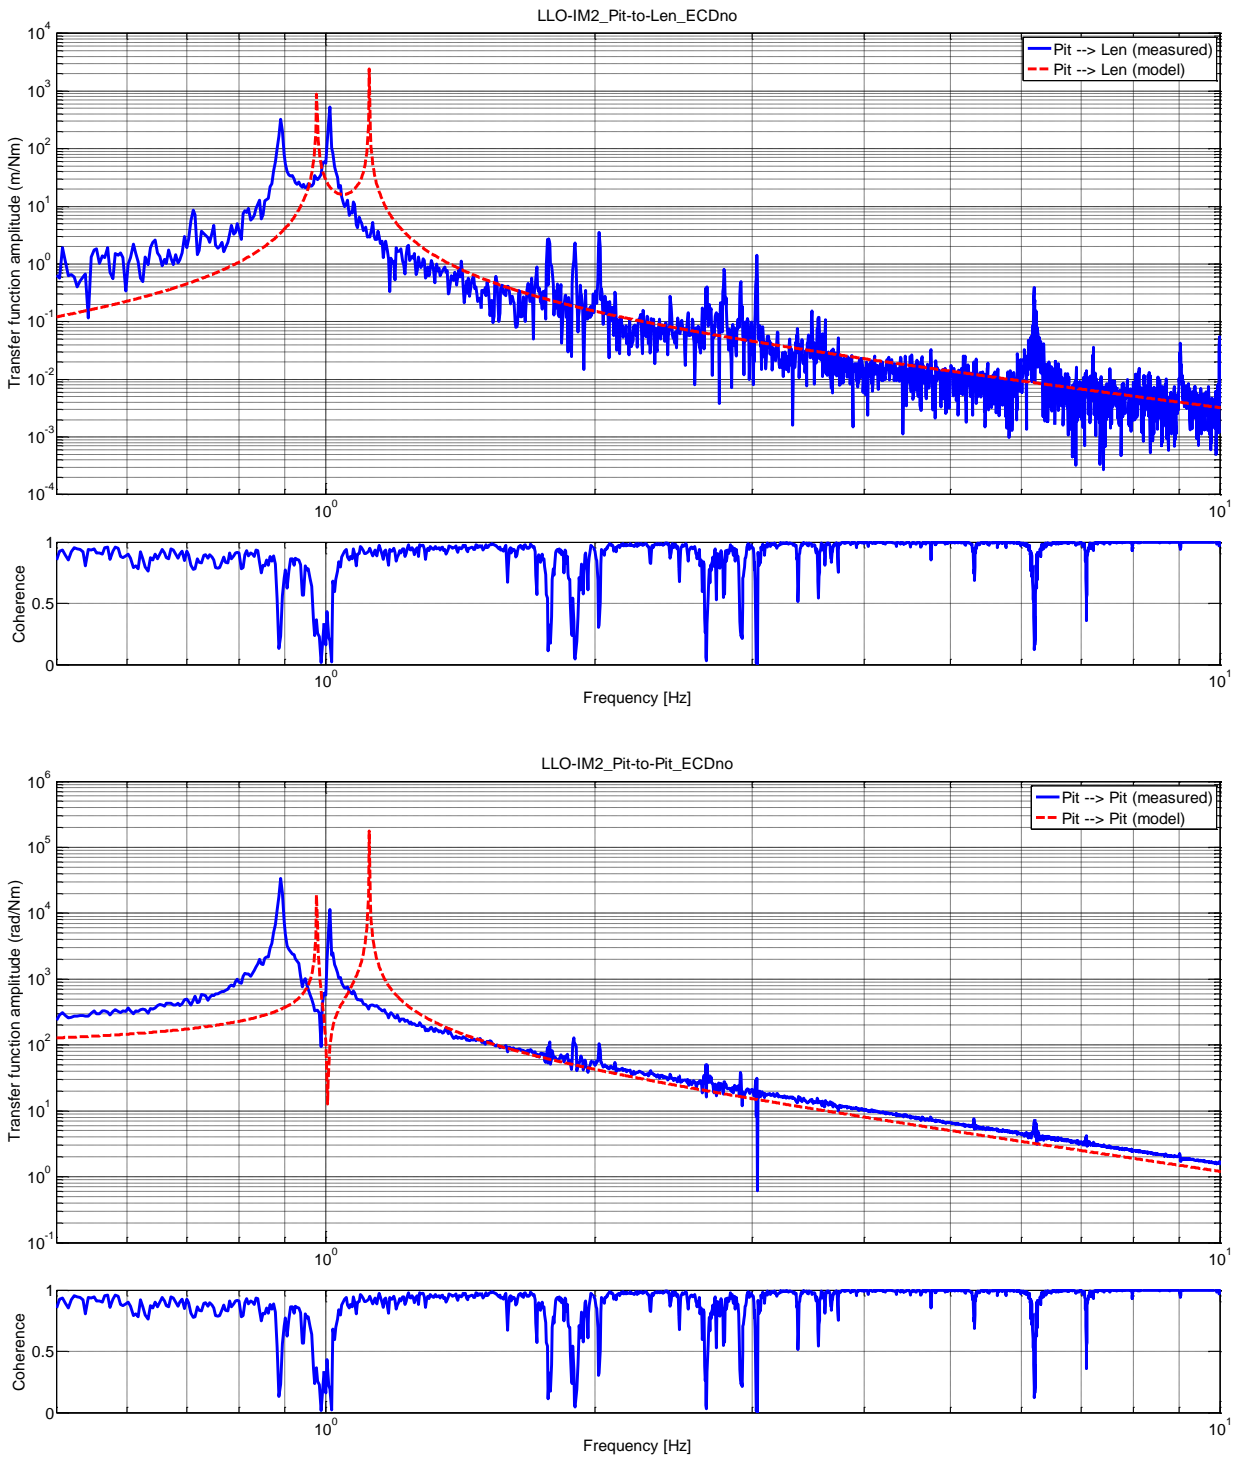 LLO-IM2_Pit-to-Len_ECDno
Transfer function amplitude (m/Nm)
10^4
10^3
10^2
10^1
10^0
10^-1
10^-2
10^-3
10^-4
Pit --> Len (measured)
Pit --> Len (model)
10^0
10^1
Coherence
1
0.5
0
10^0
10^1
Frequency [Hz]
LLO-IM2_Pit-to-Pit_ECDno
Transfer function amplitude (rad/Nm)
10^6
10^5
10^4
10^3
10^2
10^1
10^0
10^-1
Pit --> Pit (measured)
Pit --> Pit (model)
10^0
10^1
Coherence
1
0.5
0
10^0
10^1
Frequency [Hz]